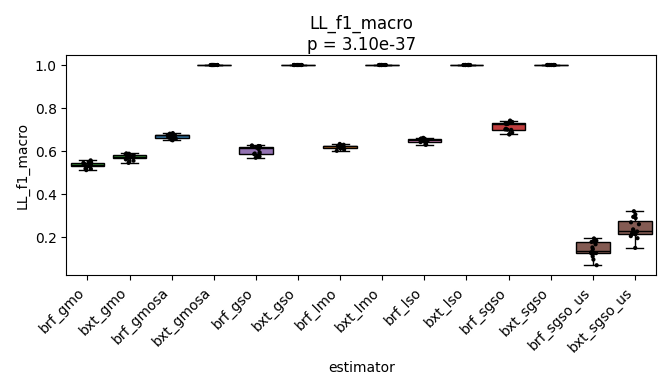 LL_f1_macro
p = 3.10e-37
LL_f1_macro
1.0
0.8
0.6
0.4
0.2
brf_gmo
bxt_gmo
brf_gmosa
bxt_gmosa
brf_gso
bxt_gso
brf_lmo
bxt_lmo
brf_lso
bxt_lso
brf_sgso
bxt_sgso
brf_sgso_us
bxt_sgso_us
estimator